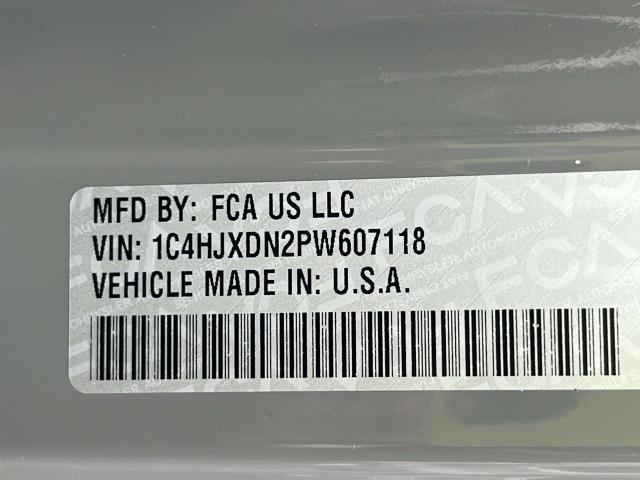 MFD BY: FCA US LLC
VIN: 1C4HJXDN2PW607118
VEHICLE MADE IN: U.S.A.